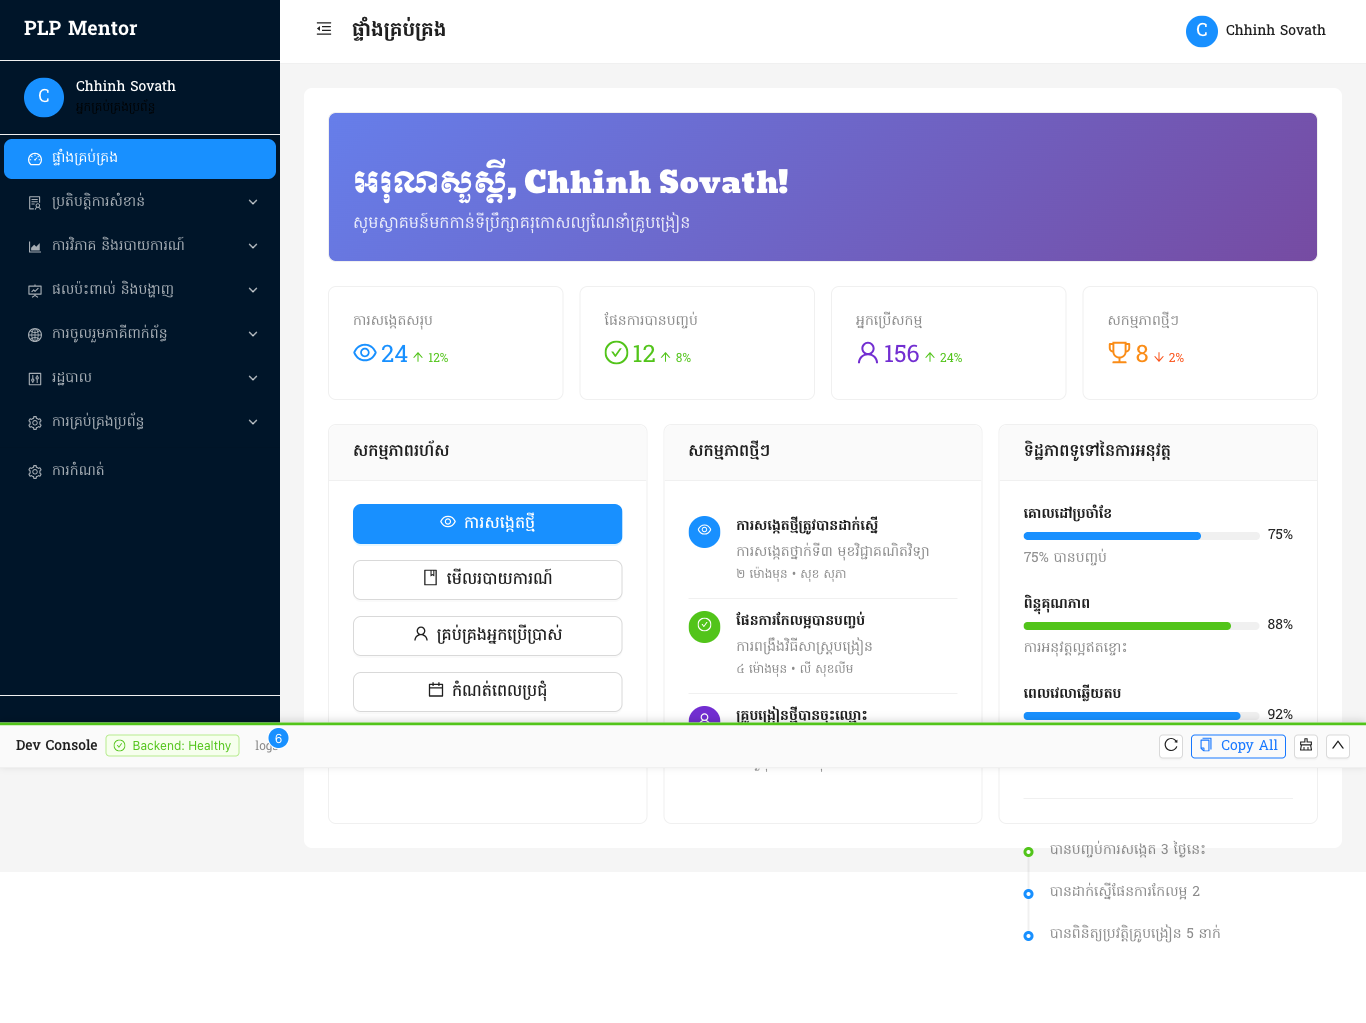 PLP Mentor
C
Chhinh Sovath
អ្នកគ្រប់គ្រងប្រព័ន្ធ
ផ្ទាំងគ្រប់គ្រង
ប្រតិបត្តិការសំខាន់
ការវិភាគ និងរបាយការណ៍
ផលប៉ះពាល់ និងបង្ហាញ
ការចូលរួមភាគីពាក់ព័ន្ធ
រដ្ឋបាល
ការគ្រប់គ្រងប្រព័ន្ធ
ការកំណត់
ផ្ទាំងគ្រប់គ្រង
C Chhinh Sovath
អរុណសួស្តី, Chhinh Sovath!
សូមស្វាគមន៍មកកាន់ទីប្រឹក្សាគរុកោសល្យណែនាំគ្រូបង្រៀន
ការសង្កេតសរុប
24 12%
ផែនការបានបញ្ចប់
12 8%
អ្នកប្រើសកម្ម
156 24%
សកម្មភាពថ្មីៗ
8 2%
សកម្មភាពរហ័ស
ការសង្កេតថ្មី
មើលរបាយការណ៍
គ្រប់គ្រងអ្នកប្រើប្រាស់
កំណត់ពេលប្រជុំ
សកម្មភាពថ្មីៗ
ការសង្កេតថ្មីត្រូវបានដាក់ស្នើ
ការសង្កេតថ្នាក់ទី៣ មុខវិជ្ជាគណិតវិទ្យា
២ ម៉ោងមុន • សុខ សុភា
ផែនការកែលម្អបានបញ្ចប់
ការពង្រឹងវិធីសាស្ត្របង្រៀន
៤ ម៉ោងមុន • លី សុខលីម
គ្រូបង្រៀនថ្មីបានចុះឈ្មោះ
ទិដ្ឋភាពទូទៅនៃការអនុវត្ត
គោលដៅប្រចាំខែ
75%
75% បានបញ្ចប់
ពិន្ទុគុណភាព
88%
ការអនុវត្តល្អឥតខ្ចោះ
ពេលវេលាឆ្លើយតប
92%
បានបញ្ចប់ការសង្កេត 3 ថ្ងៃនេះ
បានដាក់ស្នើផែនការកែលម្អ 2
បានពិនិត្យប្រវត្តិគ្រូបង្រៀន 5 នាក់
Dev Console
Backend: Healthy
logs
6
Copy All